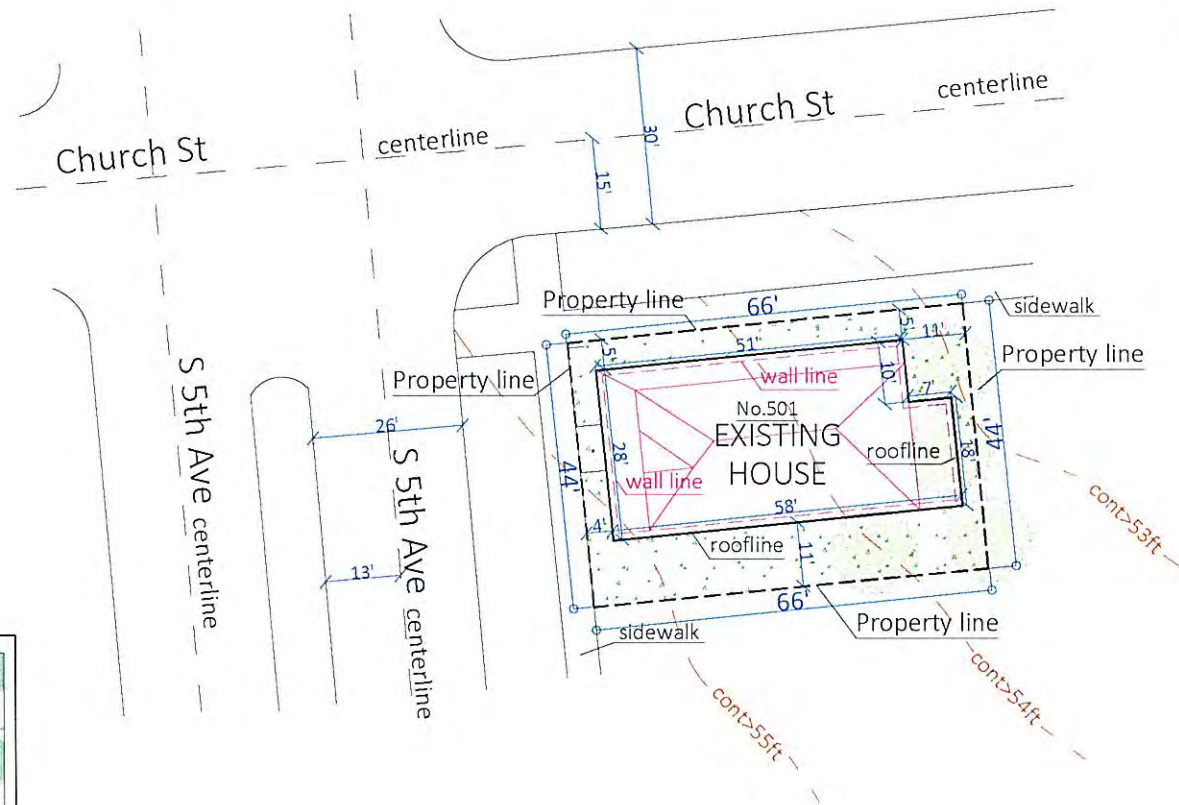 Church St
centerline
Church St
centerline
30'
15'
Property line
66'
sidewalk
5'
5'
51'
11'
Property line
Property line
wall line
10'
7'
No.501
EXISTING
HOUSE
roofline
18'
44'
28'
wall line
44'
58'
4'
roofline
11'
66'
Property line
sidewalk
S 5th Ave centerline
26'
S 5th Ave centerline
13'
cont>53ft
cont>54ft
cont>55ft